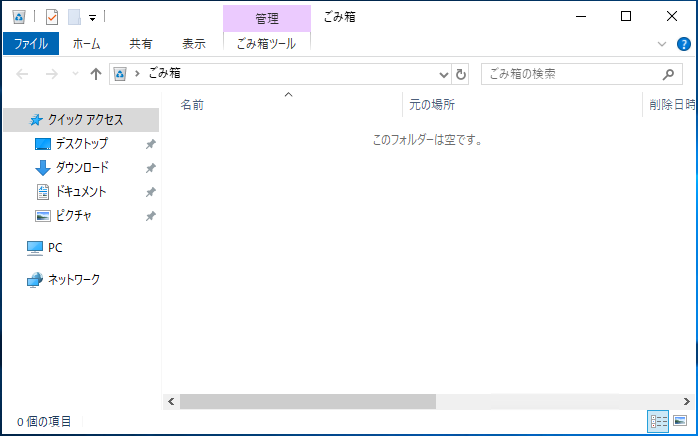 管理
ごみ箱
ファイル
ホーム
共有
表示
ごみ箱ツール
ごみ箱
ごみ箱の検索
名前
元の場所
削除日時
このフォルダーは空です。
クイック アクセス
デスクトップ
ダウンロード
ドキュメント
ピクチャ
PC
ネットワーク
0 個の項目